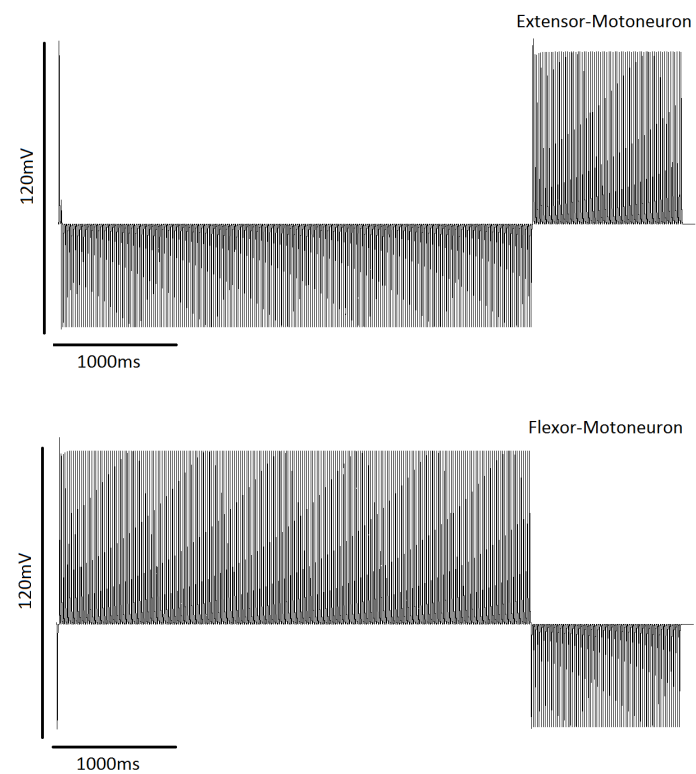 Extensor-Motoneuron
120mV
1000ms
Flexor-Motoneuron
120mV
1000ms